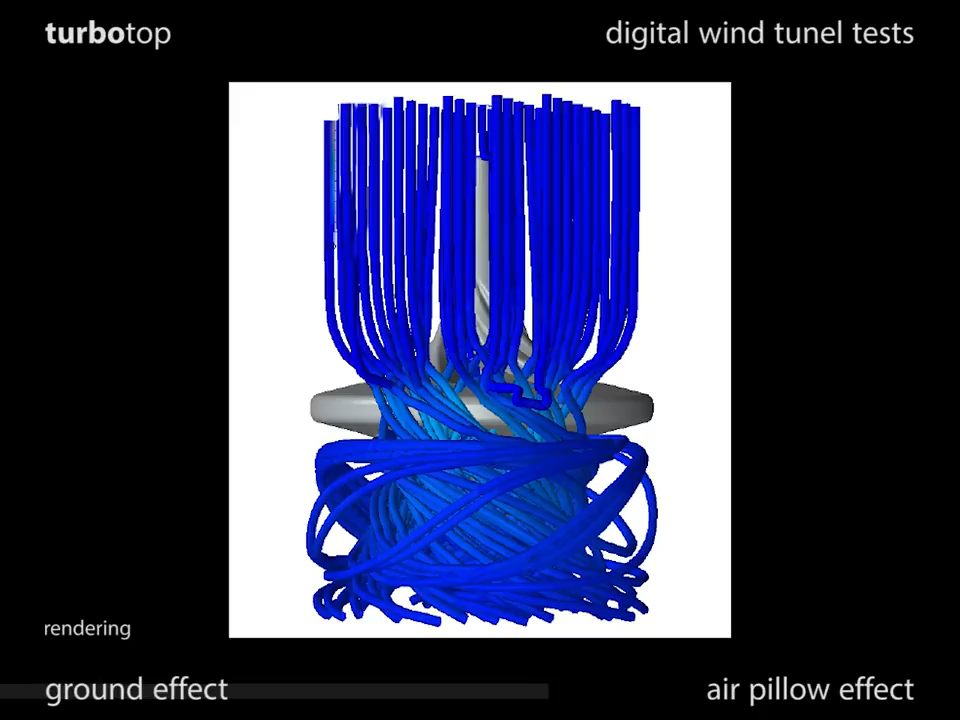 turbotop
digital wind tunel tests
rendering
ground effect
air pillow effect